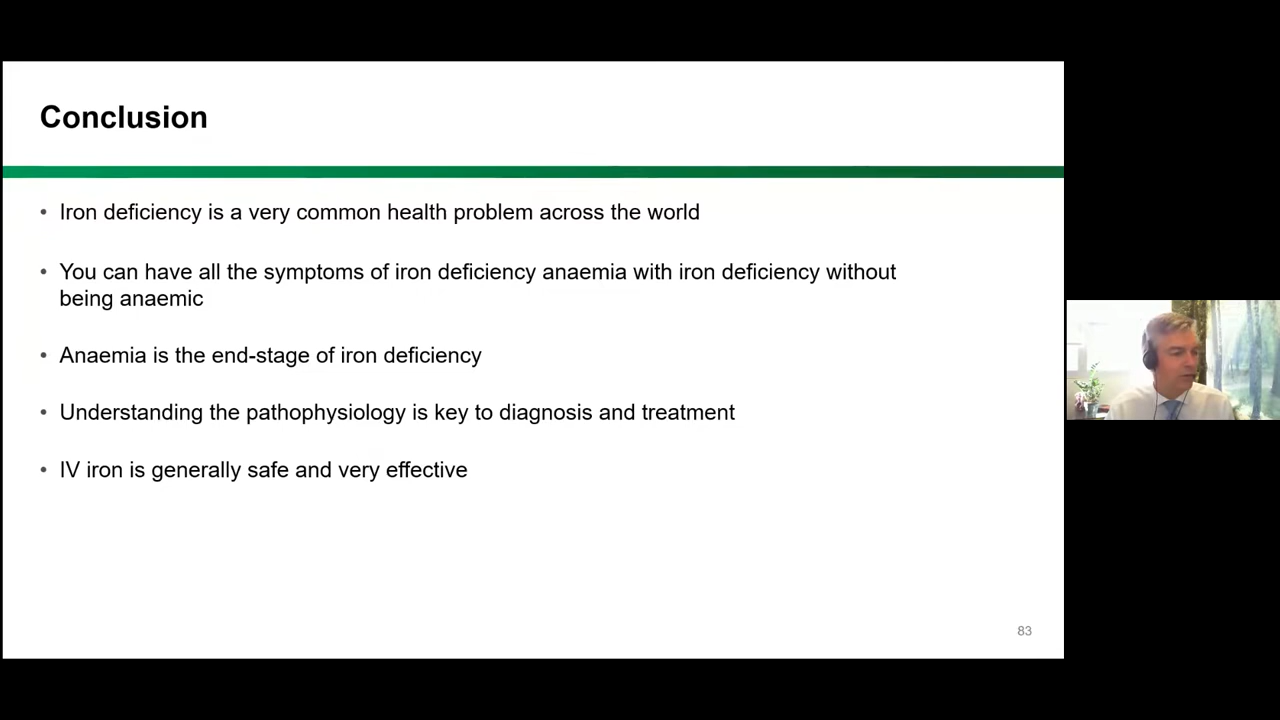 Conclusion
• Iron deficiency is a very common health problem across the world
• You can have all the symptoms of iron deficiency anaemia with iron deficiency without
being anaemic
• Anaemia is the end-stage of iron deficiency
• Understanding the pathophysiology is key to diagnosis and treatment
• IV iron is generally safe and very effective
83